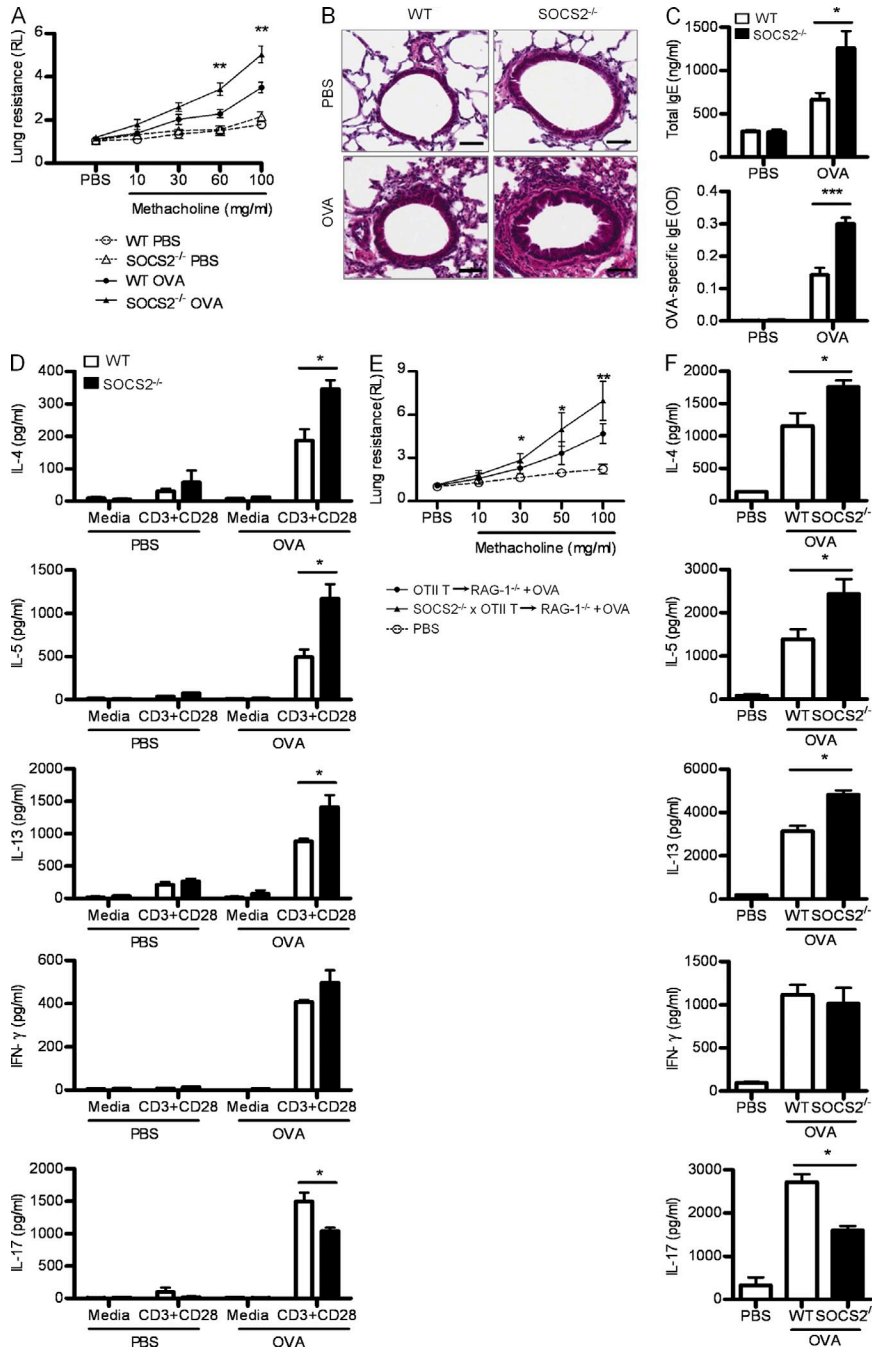 A
Lung resistance (RL)
6
4
2
0
PBS 10 30 60 100
Methacholine (mg/ml)
** **
WT PBS
SOCS2-/- PBS
WT OVA
SOCS2-/- OVA
B
WT SOCS2-/-
PBS
OVA
C
WT
SOCS2-/-
Total IgE (ng/ml)
1500
1000
500
0
*
PBS OVA
OVA-specific IgE (OD)
0.4
0.3
0.2
0.1
0.0
***
PBS OVA
D
WT
SOCS2-/-
IL-4 (pg/ml)
400
300
200
100
0
*
Media CD3+CD28 Media CD3+CD28
PBS OVA
IL-5 (pg/ml)
1500
1000
500
0
*
Media CD3+CD28 Media CD3+CD28
PBS OVA
IL-13 (pg/ml)
2000
1500
1000
500
0
*
Media CD3+CD28 Media CD3+CD28
PBS OVA
IFN- γ (pg/ml)
600
400
200
0
Media CD3+CD28 Media CD3+CD28
PBS OVA
IL-17 (pg/ml)
2000
1500
1000
500
0
*
Media CD3+CD28 Media CD3+CD28
PBS OVA
E
Lung resistance(RL)
9
6
3
0
* * **
PBS 10 30 50 100
Methacholine (mg/ml)
OTII T → RAG-1-/- +OVA
SOCS2-/- x OTII T → RAG-1-/- +OVA
PBS
F
IL-4 (pg/ml)
2000
1500
1000
500
0
*
PBS WT SOCS2-/-
OVA
IL-5 (pg/ml)
3000
2000
1000
0
*
PBS WT SOCS2-/-
OVA
IL-13 (pg/ml)
6000
4000
2000
0
*
PBS WT SOCS2-/-
OVA
IFN- γ (pg/ml)
1500
1000
500
0
PBS WT SOCS2-/-
OVA
IL-17 (pg/ml)
3000
2000
1000
0
*
PBS WT SOCS2-/-
OVA